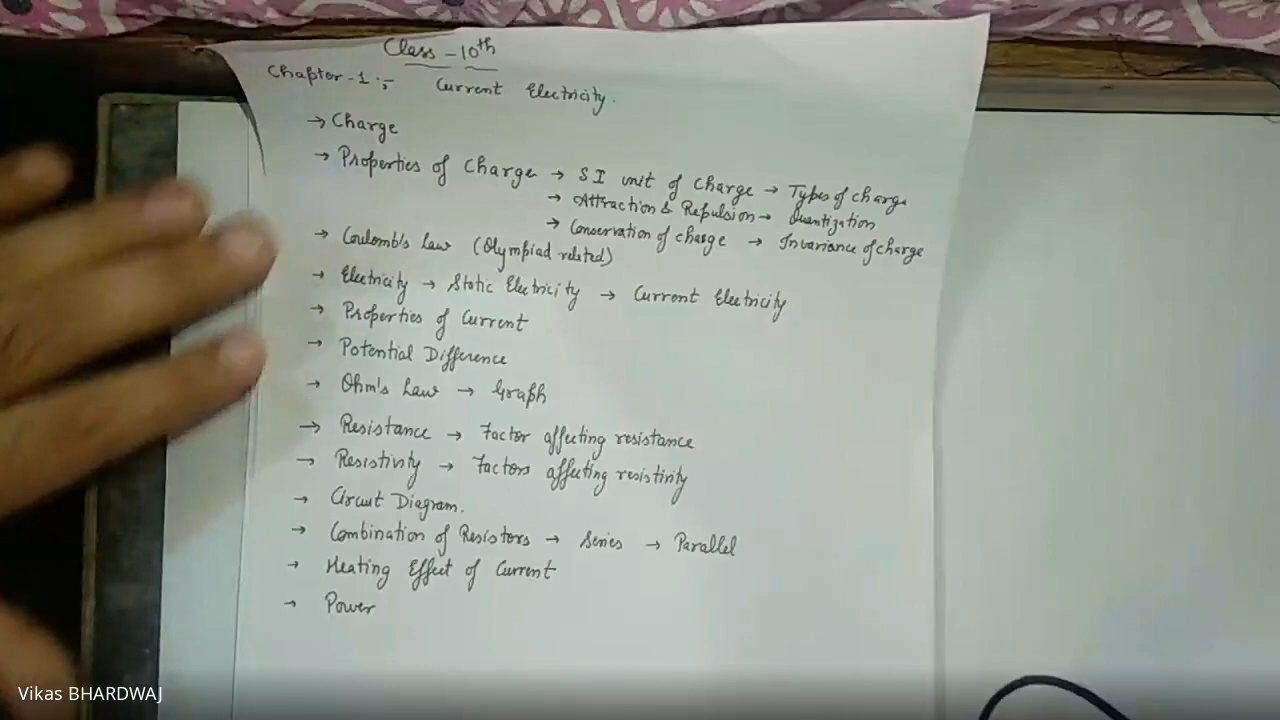 Class - 10th
Chapter-1 :- Current Electricity.
→ Charge
→ Properties of Charge → SI unit of Charge → Types of charge
→ Attraction & Repulsion → Quantization
→ Conservation of charge → Invariance of charge
→ Coulomb's Law (Olympiad related)
→ Electricity → Static Electricity → Current Electricity
→ Properties of Current
→ Potential Difference
→ Ohm's Law → Graph
→ Resistance → Factor affecting resistance
→ Resistivity → Factors affecting resistivity
→ Circuit Diagram.
→ Combination of Resistors → Series → Parallel
→ Heating Effect of Current
→ Power
Vikas BHARDWAJ